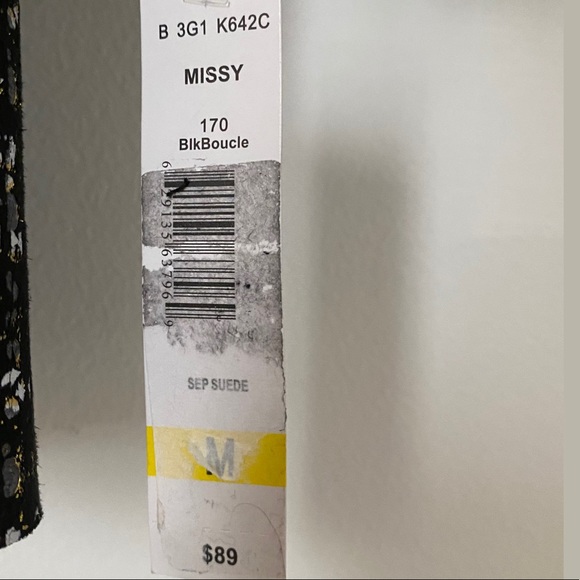 B 3G1 K642C
MISSY
170
BlkBoucle
SEP SUEDE
M
$89